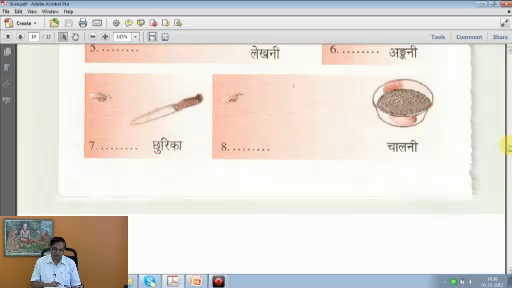 Scan.pdf - Adobe Acrobat Pro
File Edit View Window Help
Create
19 / 22
143%
Tools Comment Share
5. ......... लेखनी
6. ......... अङ्कनी
7. ......... छुरिका
8. ......... चालनी